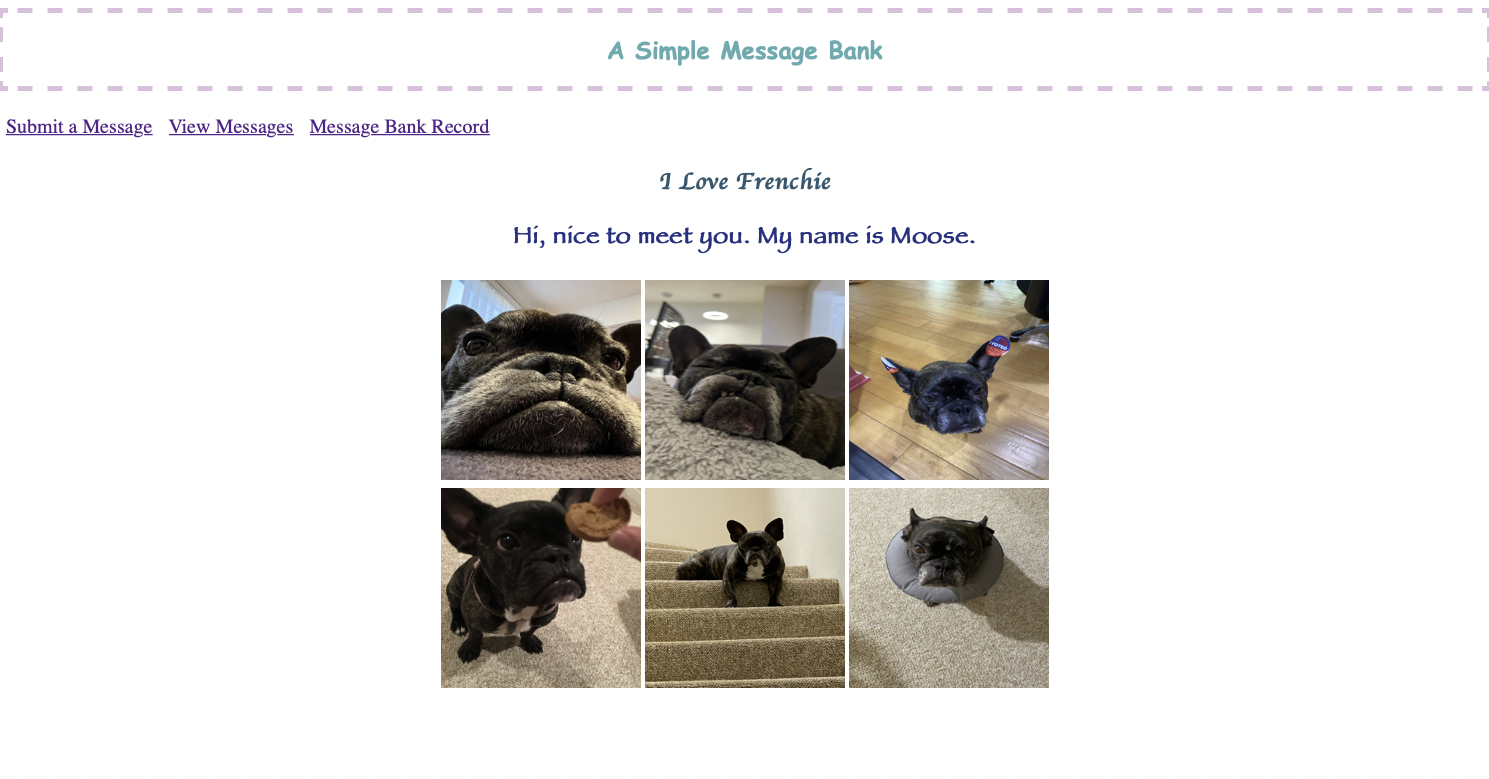 A Simple Message Bank
Submit a Message View Messages Message Bank Record
I Love Frenchie
Hi, nice to meet you. My name is Moose.
VOTED